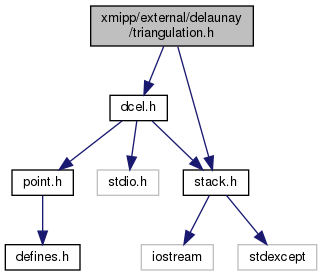 xmipp/external/delaunay
/triangulation.h
dcel.h
point.h
stdio.h
stack.h
defines.h
iostream
stdexcept